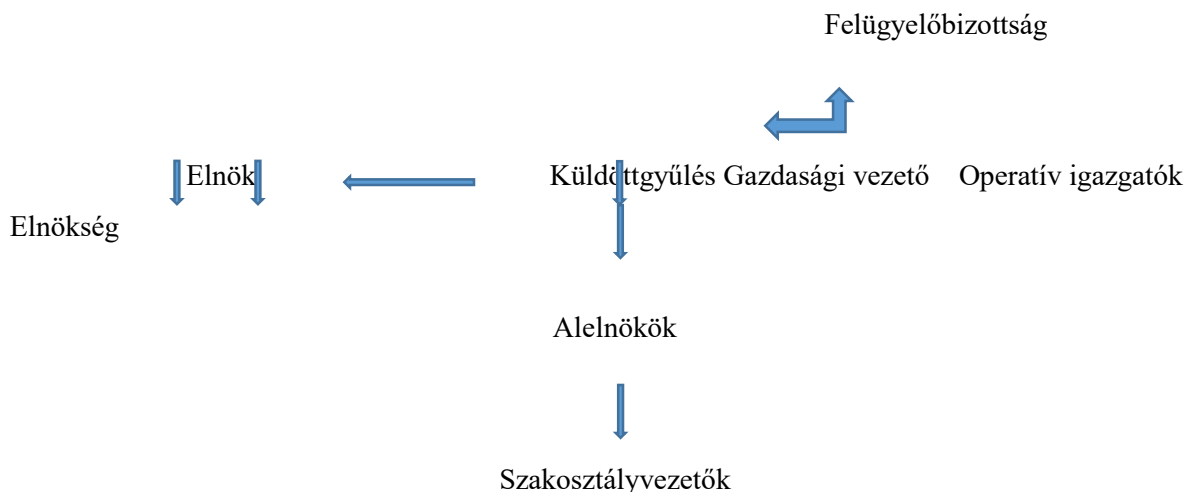 Felügyelőbizottság
Elnök Küldöttgyűlés Gazdasági vezető Operatív igazgatók
Elnökség
Alelnökök
Szakosztályvezetők